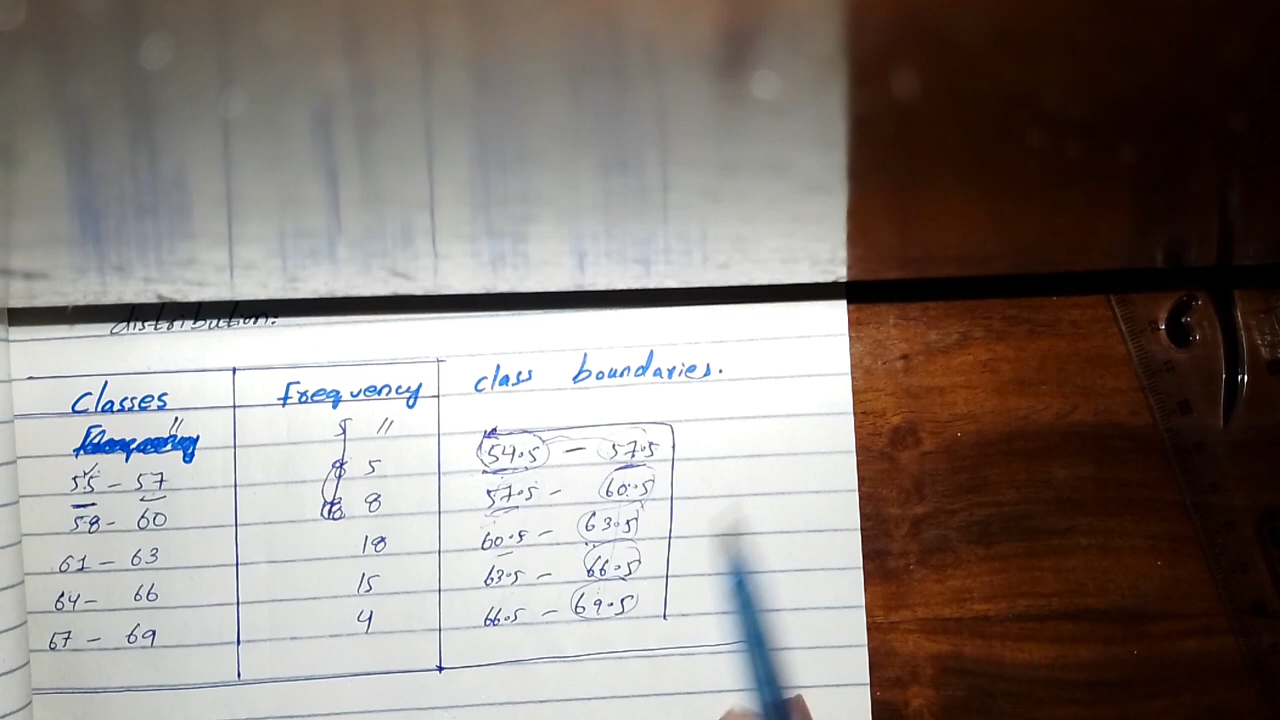 distribution:
Classes Frequency class boundaries.
55 - 57 5 54.5 - 57.5
58 - 60 8 57.5 - 60.5
61 - 63 18 60.5 - 63.5
64 - 66 15 63.5 - 66.5
67 - 69 4 66.5 - 69.5